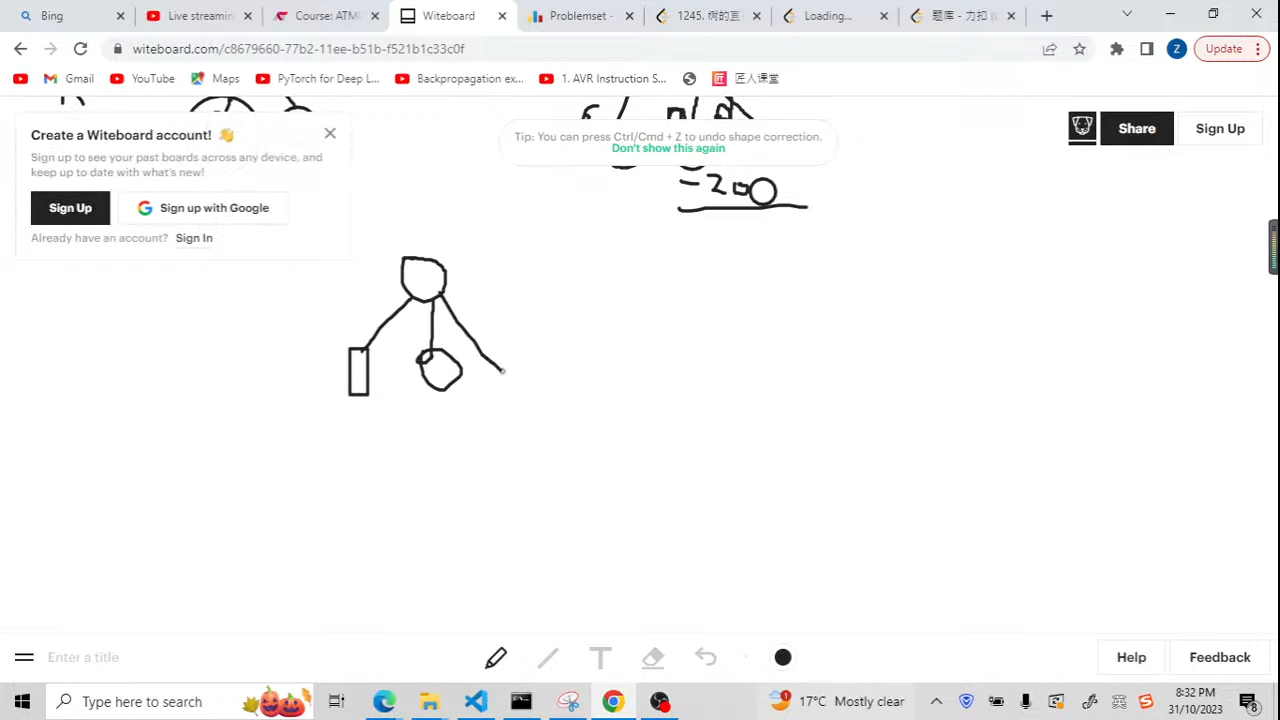 Bing
Live streamin
Course: ATM(
Witeboard
Problemset -
1245. 树的直
Loading...
题库 - 力扣 (
witeboard.com/c8679660-77b2-11ee-b51b-f521b1c33c0f
Z
Update
Gmail
YouTube
Maps
PyTorch for Deep L...
Backpropagation ex...
1. AVR Instruction S...
匠
匠人课堂
Create a Witeboard account! 👋
Sign up to see your past boards across any device, and
keep up to date with what's new!
Sign Up
Sign up with Google
Already have an account? Sign In
Tip: You can press Ctrl/Cmd + Z to undo shape correction.
Don't show this again
Share
Sign Up
=200
Enter a title
T
Help
Feedback
Type here to search
1
17°C Mostly clear
8:32 PM
31/10/2023
8